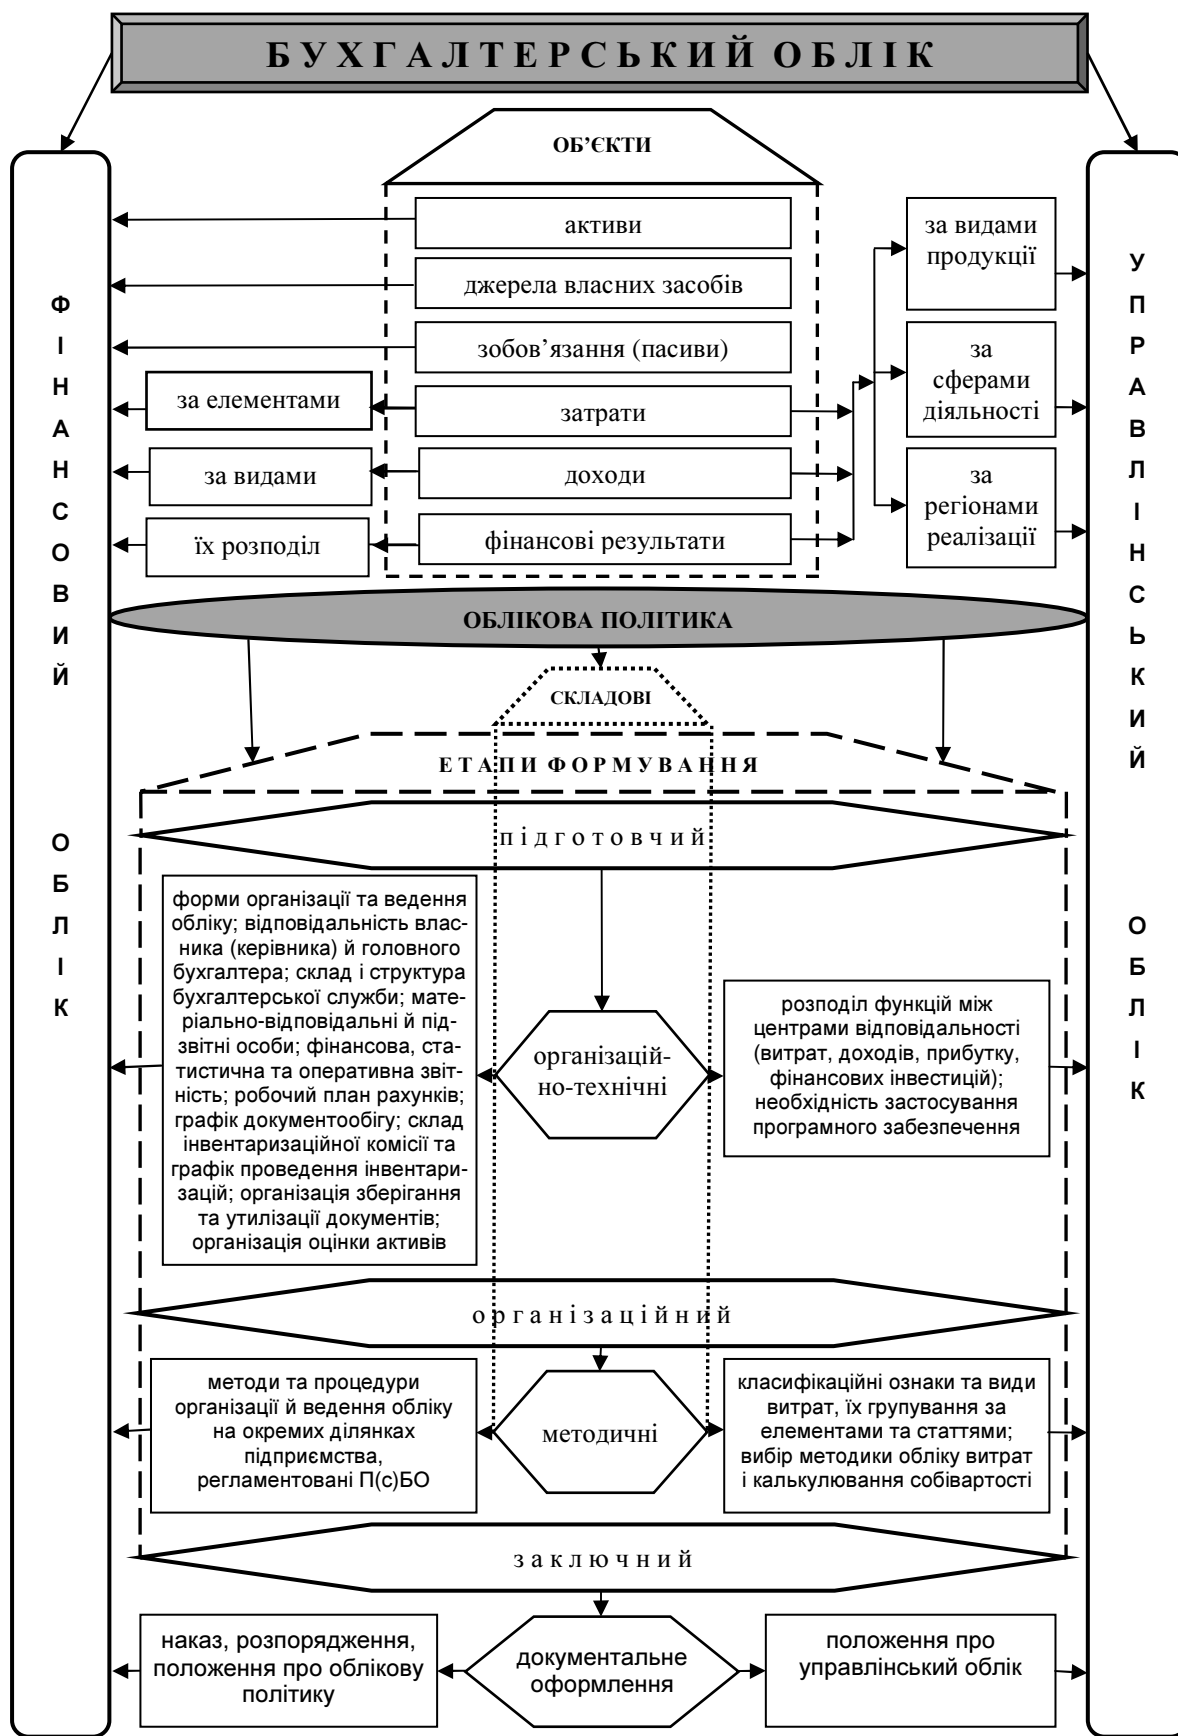 БУХГАЛТЕРСЬКИЙ ОБЛІК
ФІНАНСОВИЙ ОБЛІК
ОБ’ЄКТИ
активи
джерела власних засобів
зобов’язання (пасиви)
за елементами
затрати
за видами
доходи
їх розподіл
фінансові результати
за видами
продукції
за
сферами
діяльності
за
регіонами
реалізації
УПРАВЛІНСЬКИЙ ОБЛІК
ОБЛІКОВА ПОЛІТИКА
СКЛАДОВІ
ЕТАПИ ФОРМУВАННЯ
підготовчий
форми організації та ведення
обліку; відповідальність влас-
ника (керівника) й головного
бухгалтера; склад і структура
бухгалтерської служби; мате-
ріально-відповідальні й під-
звітні особи; фінансова, ста-
тистична та оперативна звіт-
ність; робочий план рахунків;
графік документообігу; склад
інвентаризаційної комісії та
графік проведення інвентари-
зацій; організація зберігання
та утилізації документів;
організація оцінки активів
організацій-
но-технічні
розподіл функцій між
центрами відповідальності
(витрат, доходів, прибутку,
фінансових інвестицій);
необхідність застосування
програмного забезпечення
організаційний
методи та процедури
організації й ведення обліку
на окремих ділянках
підприємства,
регламентовані П(с)БО
методичні
класифікаційні ознаки та види
витрат, їх групування за
елементами та статтями;
вибір методики обліку витрат
і калькулювання собівартості
заключний
наказ, розпорядження,
положення про облікову
політику
документальне
оформлення
положення про
управлінський облік